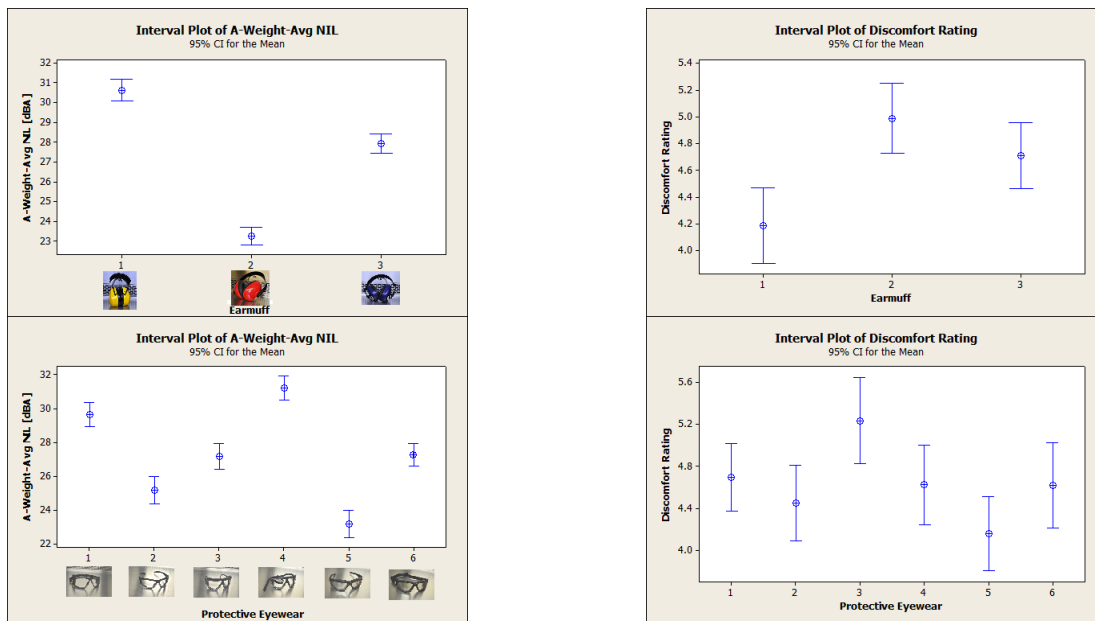 Interval Plot of A-Weight-Avg NIL
95% CI for the Mean
A-Weight-Avg NIL [dBA]
32
31
30
29
28
27
26
25
24
23
1 2 3
Earmuff
Interval Plot of Discomfort Rating
95% CI for the Mean
Discomfort Rating
5.4
5.2
5.0
4.8
4.6
4.4
4.2
4.0
1 2 3
Earmuff
Interval Plot of A-Weight-Avg NIL
95% CI for the Mean
A-Weight-Avg NIL [dBA]
32
30
28
26
24
22
1 2 3 4 5 6
Protective Eyewear
Interval Plot of Discomfort Rating
95% CI for the Mean
Discomfort Rating
5.6
5.2
4.8
4.4
4.0
1 2 3 4 5 6
Protective Eyewear